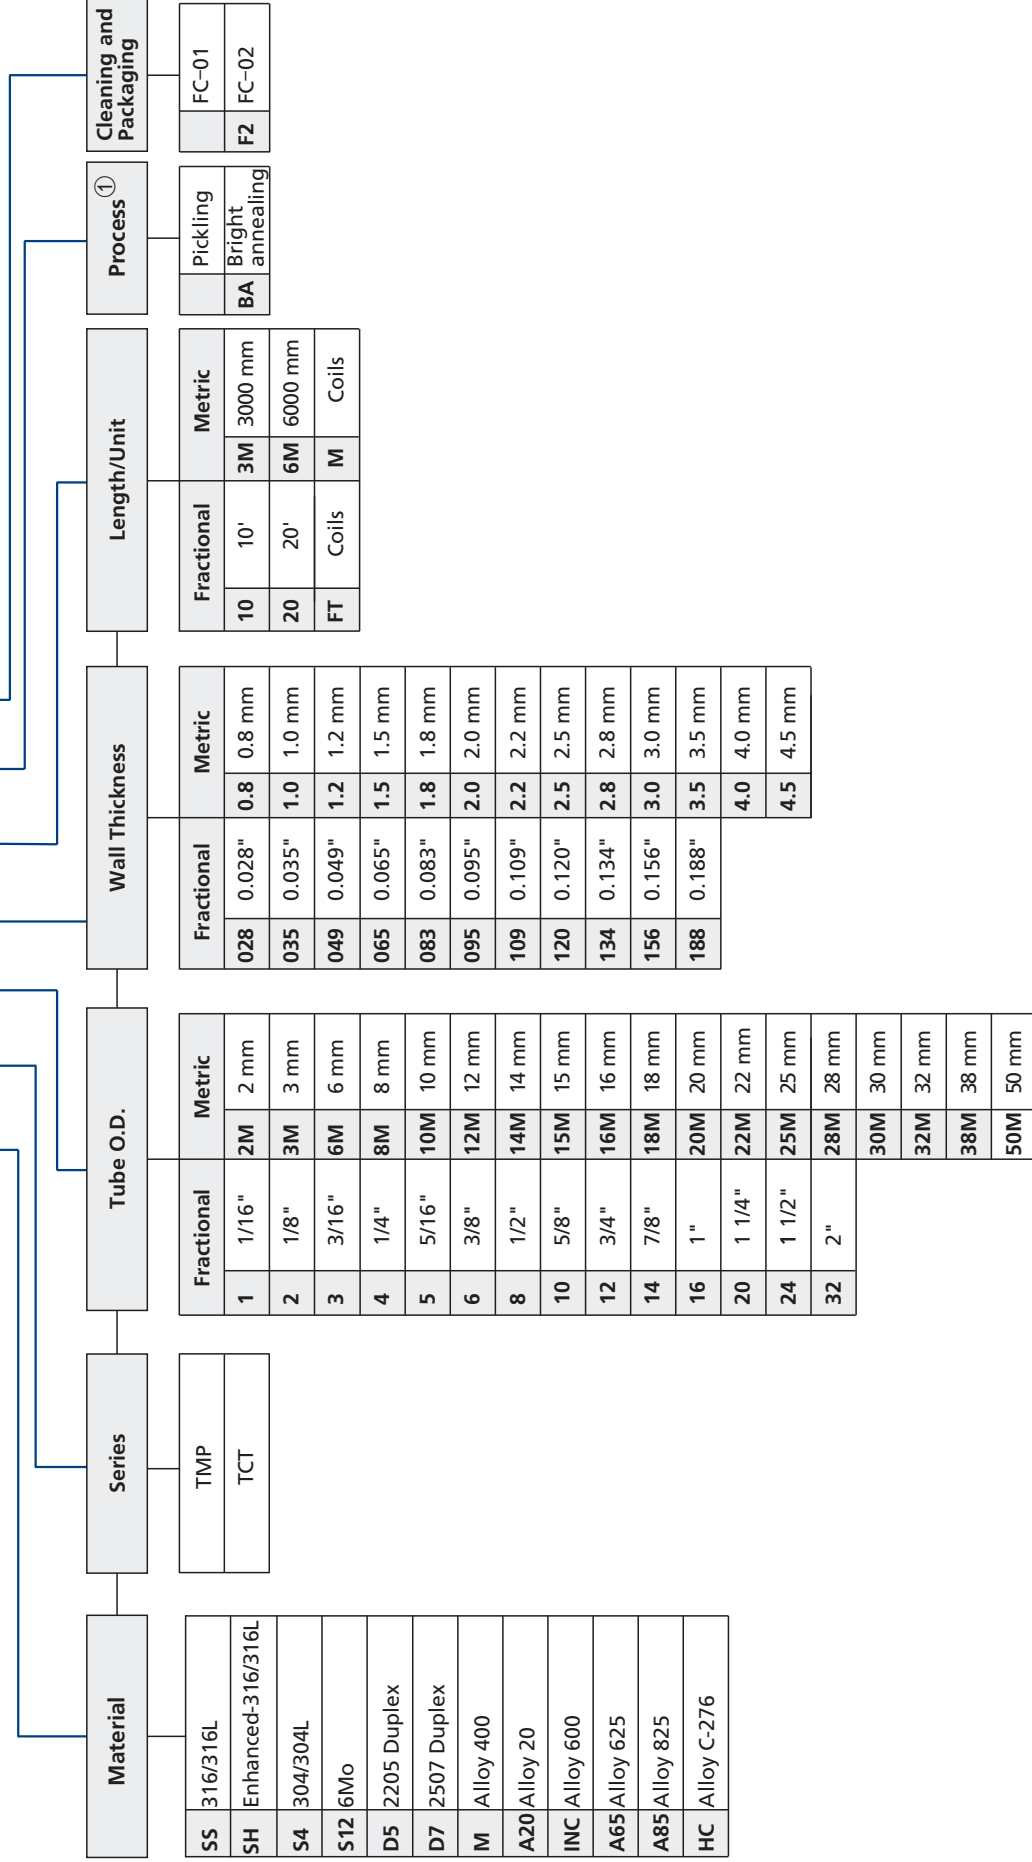 Material
SS 316/316L
SH Enhanced-316/316L
S4 304/304L
S12 6Mo
D5 2205 Duplex
D7 2507 Duplex
M Alloy 400
A20 Alloy 20
INC Alloy 600
A65 Alloy 625
A85 Alloy 825
HC Alloy C-276
Series
TMP
TCT
Tube O.D.
Fractional Metric
1 1/16" 2M 2 mm
2 1/8" 3M 3 mm
3 3/16" 6M 6 mm
4 1/4" 8M 8 mm
5 5/16" 10M 10 mm
6 3/8" 12M 12 mm
8 1/2" 14M 14 mm
10 5/8" 15M 15 mm
12 3/4" 16M 16 mm
14 7/8" 18M 18 mm
16 1" 20M 20 mm
20 1 1/4" 22M 22 mm
24 1 1/2" 25M 25 mm
32 2" 28M 28 mm
30M 30 mm
32M 32 mm
38M 38 mm
50M 50 mm
Wall Thickness
Fractional Metric
028 0.028" 0.8 0.8 mm
035 0.035" 1.0 1.0 mm
049 0.049" 1.2 1.2 mm
065 0.065" 1.5 1.5 mm
083 0.083" 1.8 1.8 mm
095 0.095" 2.0 2.0 mm
109 0.109" 2.2 2.2 mm
120 0.120" 2.5 2.5 mm
134 0.134" 2.8 2.8 mm
156 0.156" 3.0 3.0 mm
188 0.188" 3.5 3.5 mm
4.0 4.0 mm
4.5 4.5 mm
Length/Unit
Fractional Metric
10 10' 3M 3000 mm
20 20' 6M 6000 mm
FT Coils M Coils
Process①
Pickling
BA Bright
annealing
Cleaning and
Packaging
FC-01
F2 FC-02